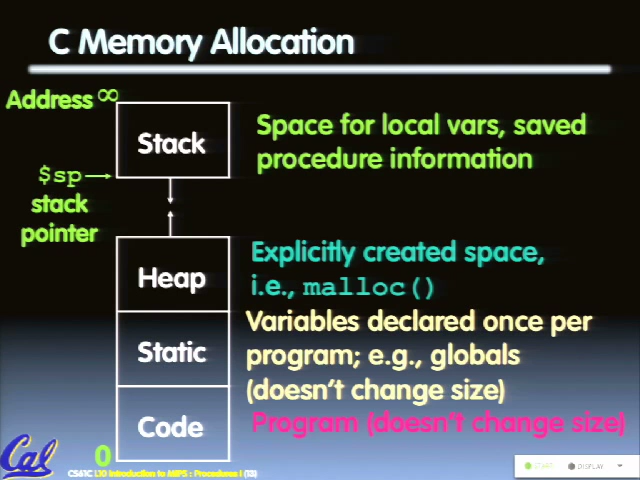 C Memory Allocation
Address ∞
Stack
Space for local vars, saved
procedure information
$sp
stack
pointer
Heap
Explicitly created space,
i.e., malloc()
Static
Variables declared once per
program; e.g., globals
(doesn't change size)
Code
Program (doesn't change size)
0
Cal
CS61C L10 Introduction to MIPS : Procedures I (13)
START DISPLAY